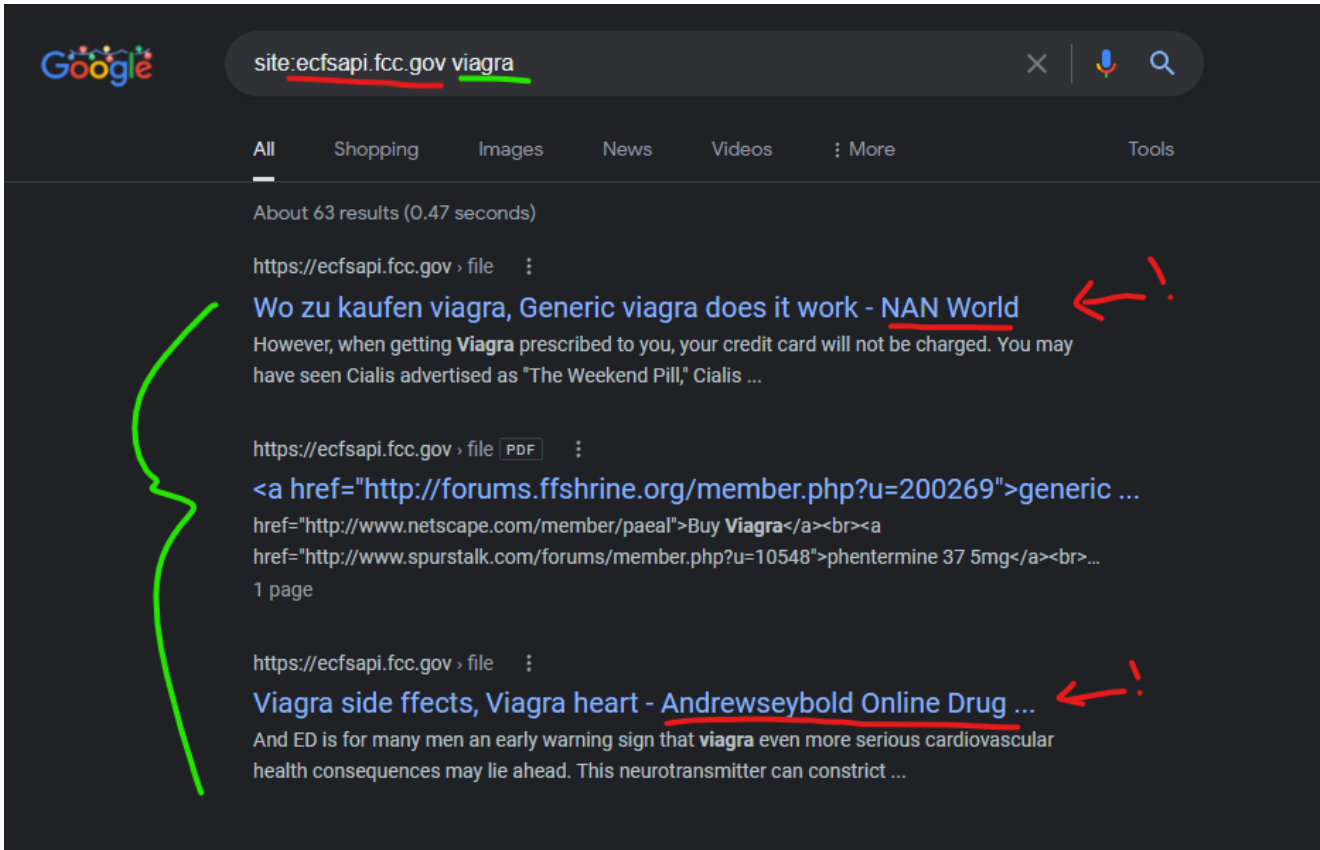 Google
site:ecfsapi.fcc.gov viagra
All Shopping Images News Videos More Tools
About 63 results (0.47 seconds)
https://ecfsapi.fcc.gov › file
Wo zu kaufen viagra, Generic viagra does it work - NAN World
!
However, when getting Viagra prescribed to you, your credit card will not be charged. You may
have seen Cialis advertised as "The Weekend Pill," Cialis ...
https://ecfsapi.fcc.gov › file PDF
<a href="http://forums.ffshrine.org/member.php?u=200269">generic ...
href="http://www.netscape.com/member/paeal">Buy Viagra</a><br><a
href="http://www.spurstalk.com/forums/member.php?u=10548">phentermine 37 5mg</a><br>...
1 page
https://ecfsapi.fcc.gov › file
Viagra side ffects, Viagra heart - Andrewseybold Online Drug ...
!
And ED is for many men an early warning sign that viagra even more serious cardiovascular
health consequences may lie ahead. This neurotransmitter can constrict ...